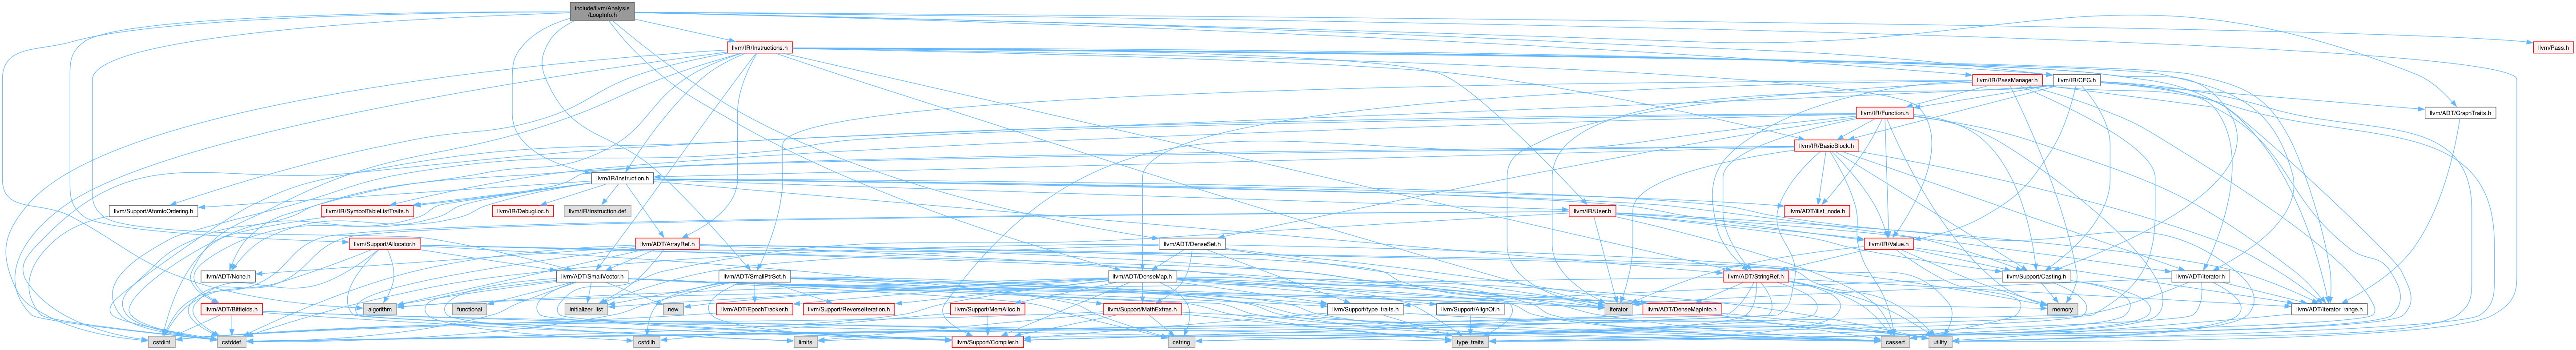 include/llvm/Analysis
/LoopInfo.h
llvm/IR/Instructions.h
llvm/Pass.h
llvm/IR/PassManager.h
llvm/IR/CFG.h
llvm/IR/Function.h
llvm/ADT/GraphTraits.h
llvm/IR/BasicBlock.h
llvm/IR/Instruction.h
llvm/Support/AtomicOrdering.h
llvm/IR/SymbolTableListTraits.h
llvm/IR/DebugLoc.h
llvm/IR/Instruction.def
llvm/IR/User.h
llvm/ADT/ilist_node.h
llvm/Support/Allocator.h
llvm/ADT/ArrayRef.h
llvm/ADT/DenseSet.h
llvm/IR/Value.h
llvm/ADT/None.h
llvm/ADT/SmallVector.h
llvm/ADT/SmallPtrSet.h
llvm/ADT/DenseMap.h
llvm/ADT/StringRef.h
llvm/Support/Casting.h
llvm/ADT/iterator.h
llvm/ADT/Bitfields.h
algorithm
functional
initializer_list
new
llvm/ADT/EpochTracker.h
llvm/Support/ReverseIteration.h
llvm/Support/MemAlloc.h
llvm/Support/MathExtras.h
llvm/Support/type_traits.h
llvm/Support/AlignOf.h
iterator
llvm/ADT/DenseMapInfo.h
memory
llvm/ADT/iterator_range.h
cstdint
cstddef
cstdlib
limits
llvm/Support/Compiler.h
cstring
type_traits
cassert
utility